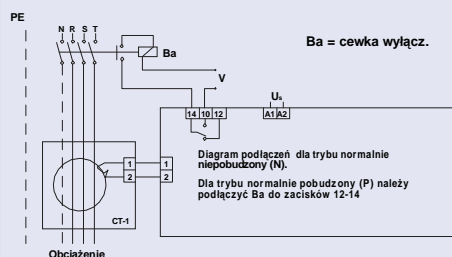 PE
N R S T
Ba
Ba = cewka wyłącz.
V
Us
14 10 12
A1 A2
Diagram podłączeń dla trybu normalnie
niepobudzony (N).
Dla trybu normalnie pobudzony (P) należy
podłączyć Ba do zacisków 12-14
1 1
2 2
CT-1
Obciążenie